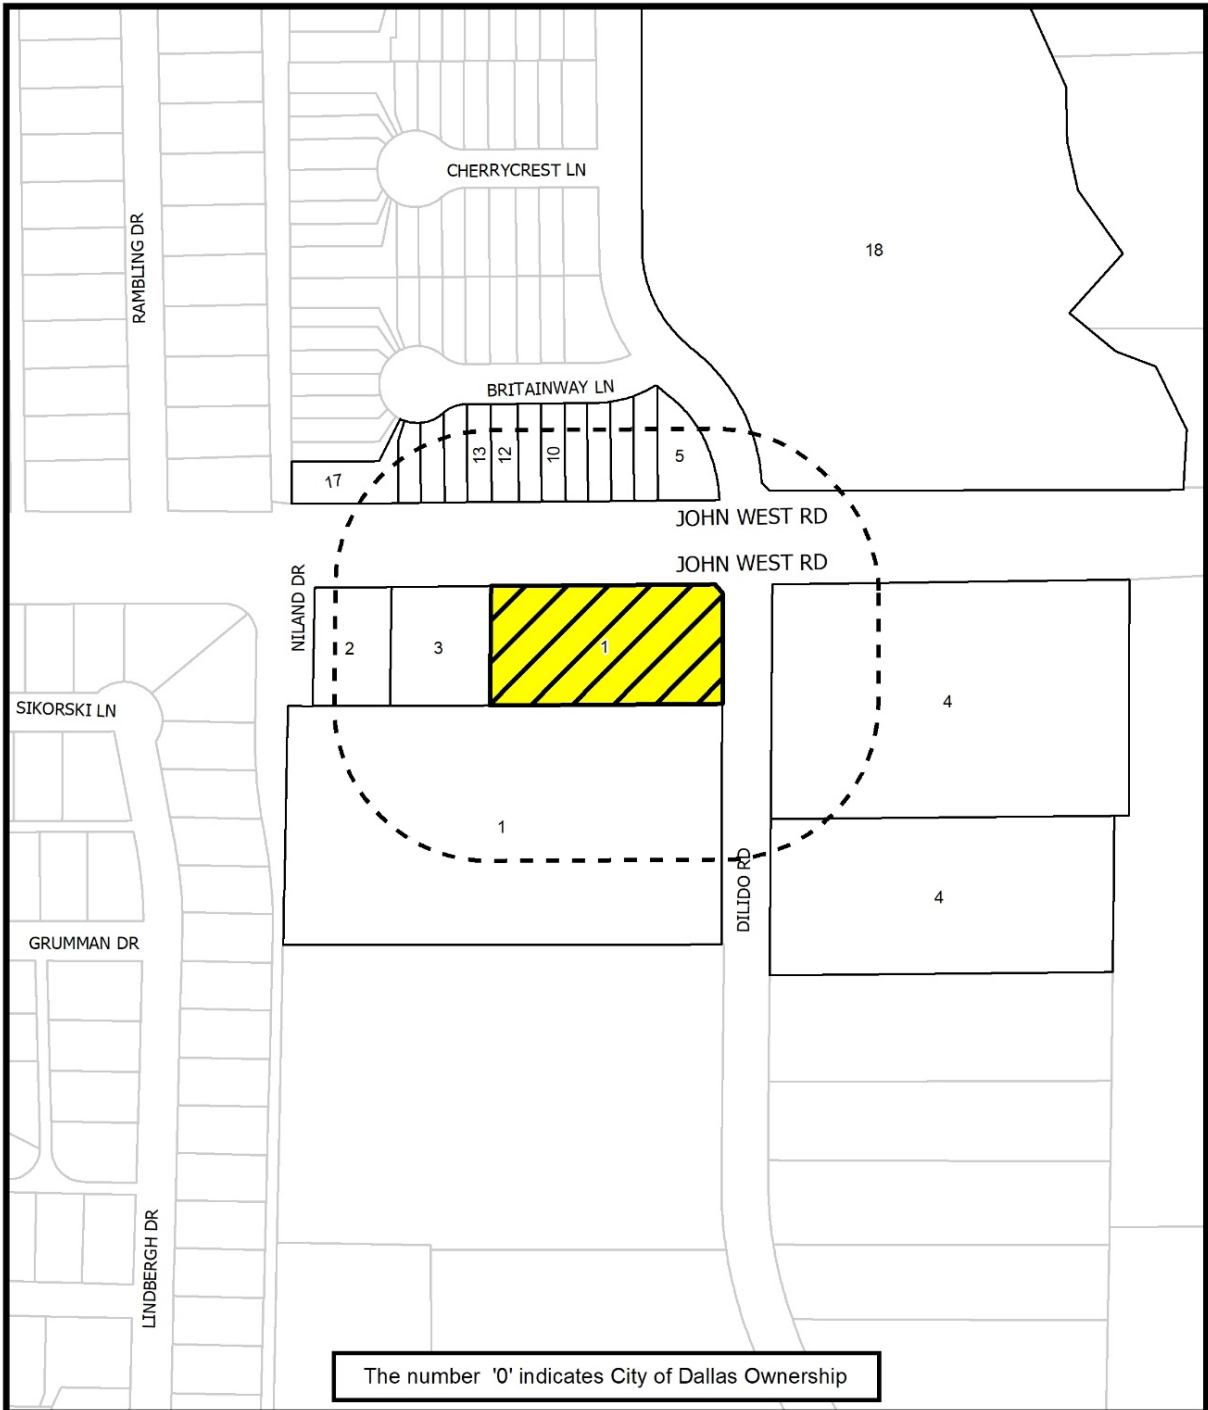 CHERRYCREST LN
RAMBLING DR
18
BRITAINWAY LN
13
12
10
5
17
JOHN WEST RD
JOHN WEST RD
NILAND DR
2
3
1
SIKORSKI LN
4
1
DILIDO RD
4
GRUMMAN DR
LINDBERGH DR
The number '0' indicates City of Dallas Ownership